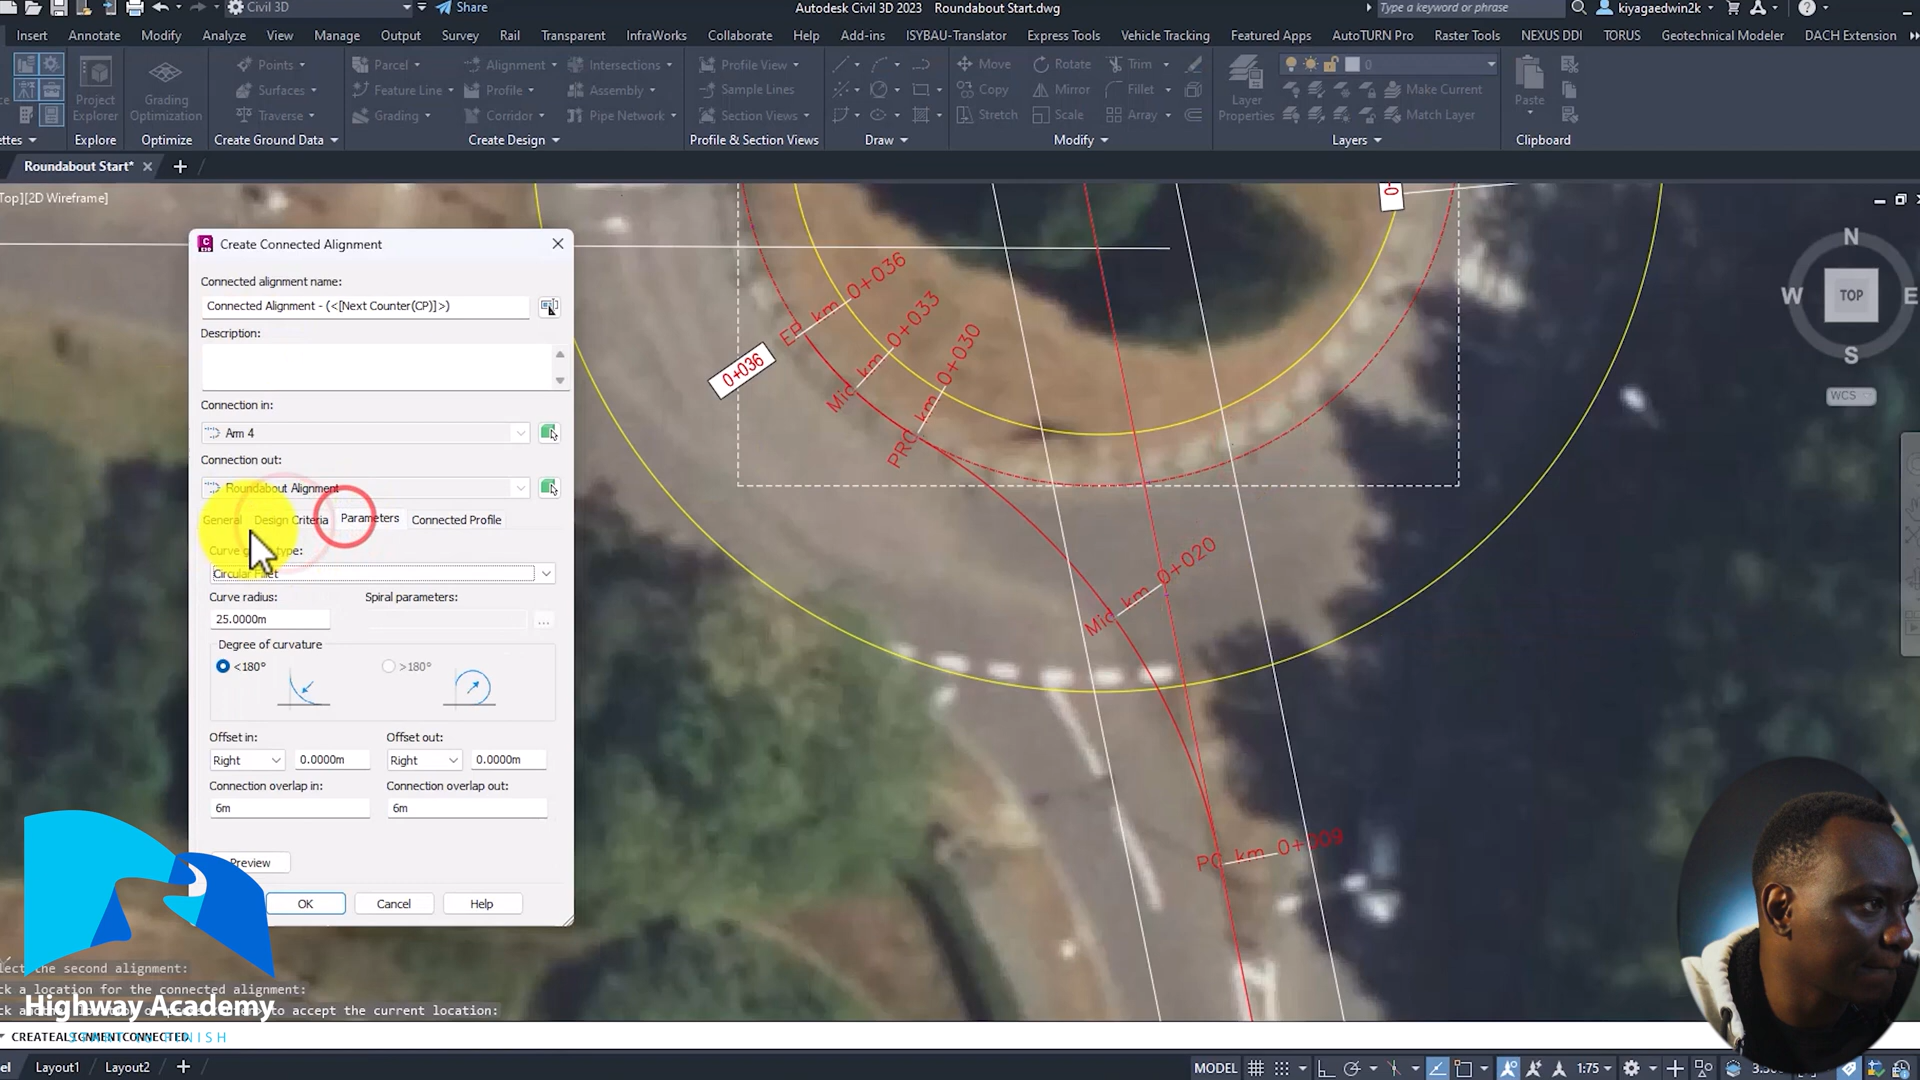 Civil 3D
Share
Autodesk Civil 3D 2023 Roundabout Start.dwg
Type a keyword or phrase
kiyagaedwin2k
Insert Annotate Modify Analyze View Manage Output Survey Rail Transparent InfraWorks Collaborate Help Add-ins ISYBAU-Translator Express Tools Vehicle Tracking Featured Apps AutoTURN Pro Raster Tools NEXUS DDI TORUS Geotechnical Modeler DACH Extension
Points
Surfaces
Traverse
Parcel
Feature Line
Grading
Alignment
Profile
Corridor
Intersections
Assembly
Pipe Network
Profile View
Sample Lines
Section Views
Move
Copy
Stretch
Rotate
Mirror
Scale
Trim
Fillet
Array
0
Make Current
Match Layer
Project Explorer
Grading Optimization
Layer Properties
Paste
ettes
Explore
Optimize
Create Ground Data
Create Design
Profile & Section Views
Draw
Modify
Layers
Clipboard
Roundabout Start*
Top][2D Wireframe]
N
W
TOP
E
S
WCS
Create Connected Alignment
Connected alignment name:
Connected Alignment - (<[Next Counter(CP)]>)
Description:
Connection in:
Arm 4
Connection out:
Roundabout Alignment
General Design Criteria Parameters Connected Profile
Circular Fillet
Curve radius:
Spiral parameters:
25.0000m
Degree of curvature
<180°
>180°
Offset in:
Offset out:
Right 0.0000m
Right 0.0000m
Connection overlap in:
Connection overlap out:
6m
6m
Preview
OK
Cancel
Help
EP km 0+036
Mid km 0+033
PRC km 0+030
0+036
Mid km 0+020
PC km 0+009
lect the second alignment:
ck a location for the connected alignment:
to accept the current location:
Highway Academy
CREATEALIGNMENTCONNECTED
Layout1
Layout2
MODEL
1:75